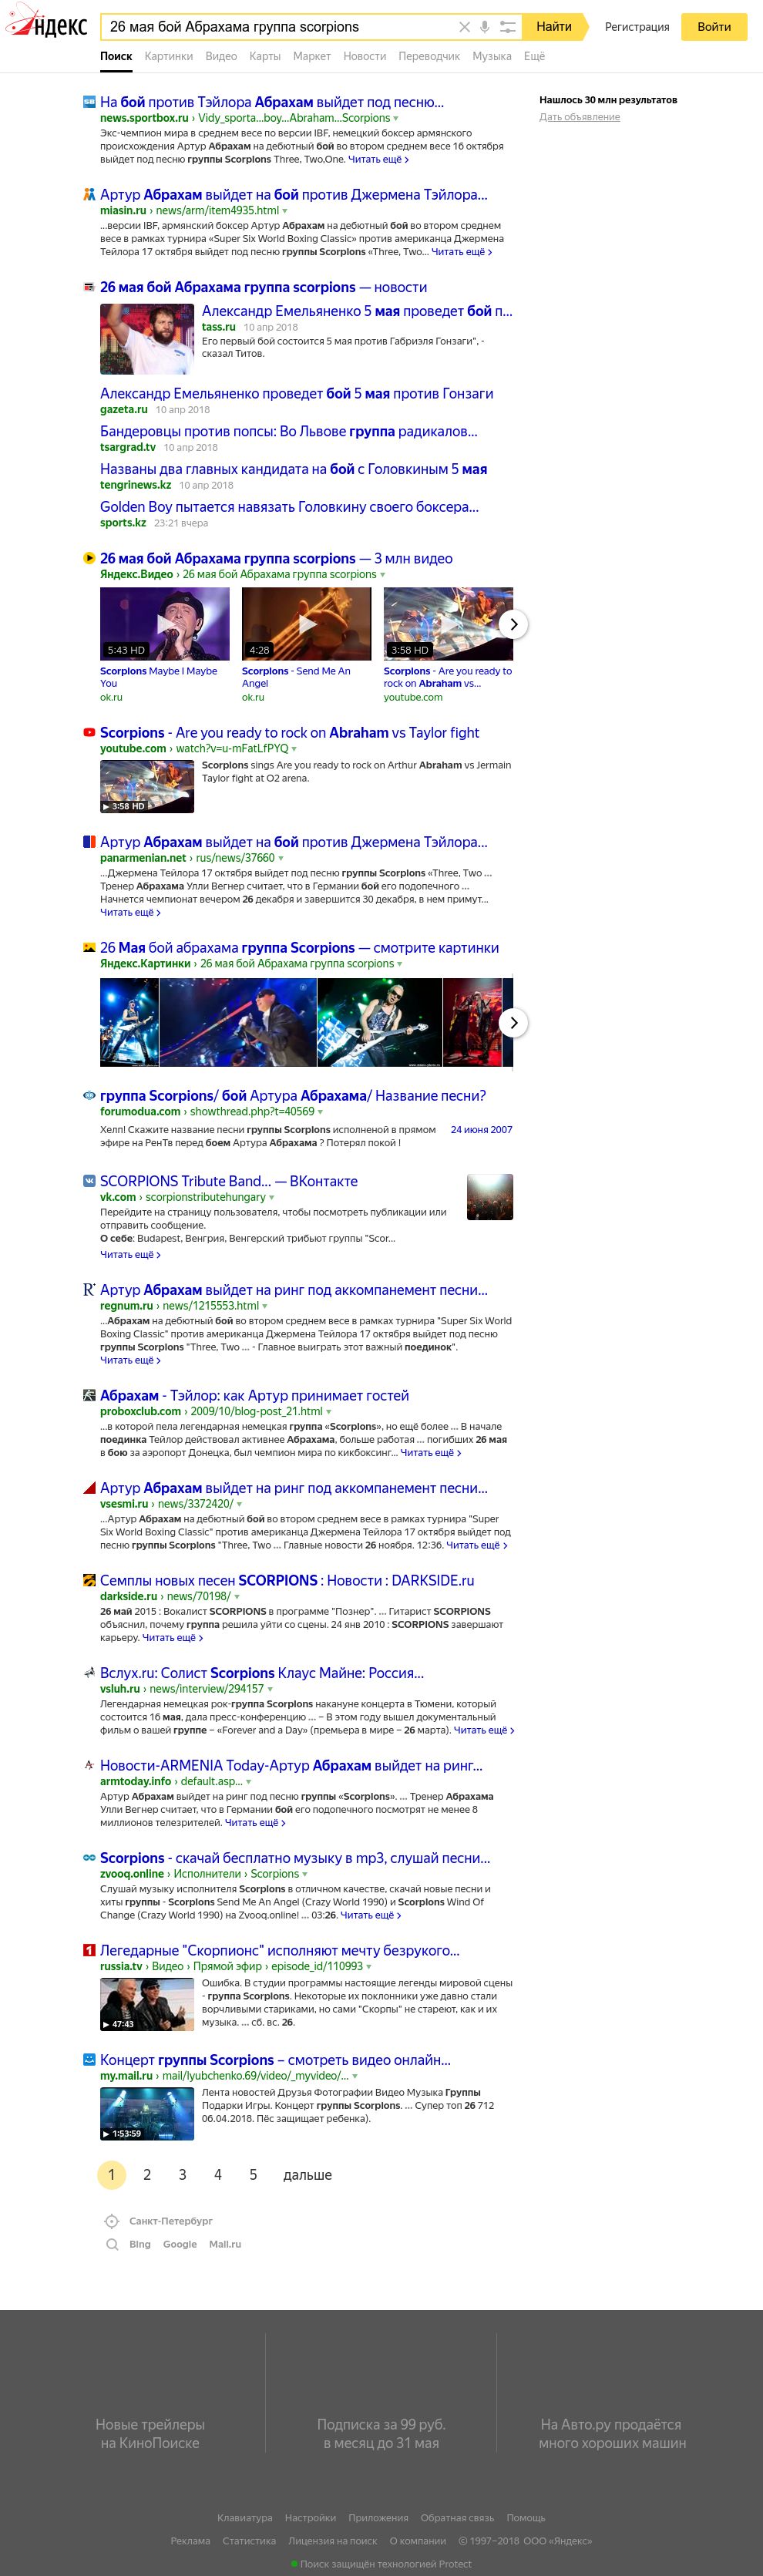 Яндекс
26 мая бой Абрахама группа scorpions
Найти
Регистрация
Войти
Поиск Картинки Видео Карты Маркет Новости Переводчик Музыка Ещё
Нашлось 30 млн результатов
Дать объявление
На бой против Тэйлора Абрахам выйдет под песню...
news.sportbox.ru › Vidy_sporta...boy...Abraham...Scorpions
Экс-чемпион мира в среднем весе по версии IBF, немецкий боксер армянского
происхождения Артур Абрахам на дебютный бой во втором среднем весе 16 октября
выйдет под песню группы Scorpions Three, Two,One. Читать ещё ›
Артур Абрахам выйдет на бой против Джермена Тэйлора...
miasin.ru › news/arm/item4935.html
...версии IBF, армянский боксер Артур Абрахам на дебютный бой во втором среднем
весе в рамках турнира «Super Six World Boxing Classic» против американца Джермена
Тейлора 17 октября выйдет под песню группы Scorpions «Three, Two... Читать ещё ›
26 мая бой Абрахама группа scorpions — новости
Александр Емельяненко 5 мая проведет бой п...
tass.ru 10 апр 2018
Его первый бой состоится 5 мая против Габриэля Гонзаги", -
сказал Титов.
Александр Емельяненко проведет бой 5 мая против Гонзаги
gazeta.ru 10 апр 2018
Бандеровцы против попсы: Во Львове группа радикалов...
tsargrad.tv 10 апр 2018
Названы два главных кандидата на бой с Головкиным 5 мая
tengrinews.kz 10 апр 2018
Golden Boy пытается навязать Головкину своего боксера...
sports.kz 23:21 вчера
26 мая бой Абрахама группа scorpions — 3 млн видео
Яндекс.Видео › 26 мая бой Абрахама группа scorpions
5:43 HD
4:28
3:58 HD
Scorpions Maybe I Maybe
You
ok.ru
Scorpions - Send Me An
Angel
ok.ru
Scorpions - Are you ready to
rock on Abraham vs...
youtube.com
Scorpions - Are you ready to rock on Abraham vs Taylor fight
youtube.com › watch?v=u-mFatLfPYQ
3:58 HD
Scorpions sings Are you ready to rock on Arthur Abraham vs Jermain
Taylor fight at O2 arena.
Артур Абрахам выйдет на бой против Джермена Тэйлора...
panarmenian.net › rus/news/37660
...Джермена Тейлора 17 октября выйдет под песню группы Scorpions «Three, Two ...
Тренер Абрахама Улли Вегнер считает, что в Германии бой его подопечного ...
Начнется чемпионат вечером 26 декабря и завершится 30 декабря, в нем примут...
Читать ещё ›
26 Мая бой абрахама группа Scorpions — смотрите картинки
Яндекс.Картинки › 26 мая бой Абрахама группа scorpions
группа Scorpions/ бой Артура Абрахама/ Название песни?
forumodua.com › showthread.php?t=40569
Хелп! Скажите название песни группы Scorpions исполненой в прямом
эфире на РенТв перед боем Артура Абрахама ? Потерял покой !
24 июня 2007
SCORPIONS Tribute Band... — ВКонтакте
vk.com › scorpionstributehungary
Перейдите на страницу пользователя, чтобы посмотреть публикации или
отправить сообщение.
О себе: Budapest, Венгрия, Венгерский трибьют группы "Scor...
Читать ещё ›
Артур Абрахам выйдет на ринг под аккомпанемент песни...
regnum.ru › news/1215553.html
...Абрахам на дебютный бой во втором среднем весе в рамках турнира "Super Six World
Boxing Classic" против американца Джермена Тейлора 17 октября выйдет под песню
группы Scorpions "Three, Two ... - Главное выиграть этот важный поединок".
Читать ещё ›
Абрахам - Тэйлор: как Артур принимает гостей
proboxclub.com › 2009/10/blog-post_21.html
...в которой пела легендарная немецкая группа «Scorpions», но ещё более ... В начале
поединка Тейлор действовал активнее Абрахама, больше работая ... погибших 26 мая
в бою за аэропорт Донецка, был чемпион мира по кикбоксинг... Читать ещё ›
Артур Абрахам выйдет на ринг под аккомпанемент песни...
vsesmi.ru › news/3372420/
...Артур Абрахам на дебютный бой во втором среднем весе в рамках турнира "Super
Six World Boxing Classic" против американца Джермена Тейлора 17 октября выйдет под
песню группы Scorpions "Three, Two ... Главные новости 26 ноября. 12:36. Читать ещё ›
Семплы новых песен SCORPIONS : Новости : DARKSIDE.ru
darkside.ru › news/70198/
26 май 2015 : Вокалист SCORPIONS в программе "Познер". ... Гитарист SCORPIONS
объяснил, почему группа решила уйти со сцены. 24 янв 2010 : SCORPIONS завершают
карьеру. Читать ещё ›
Вслух.ru: Солист Scorpions Клаус Майне: Россия...
vsluh.ru › news/interview/294157
Легендарная немецкая рок-группа Scorpions накануне концерта в Тюмени, который
состоится 16 мая, дала пресс-конференцию ... – В этом году вышел документальный
фильм о вашей группе – «Forever and a Day» (премьера в мире – 26 марта). Читать ещё ›
Новости-ARMENIA Today-Артур Абрахам выйдет на ринг...
armtoday.info › default.asp...
Артур Абрахам выйдет на ринг под песню группы «Scorpions». ... Тренер Абрахама
Улли Вегнер считает, что в Германии бой его подопечного посмотрят не менее 8
миллионов телезрителей. Читать ещё ›
Scorpions - скачай бесплатно музыку в mp3, слушай песни...
zvooq.online › Исполнители › Scorpions
Слушай музыку исполнителя Scorpions в отличном качестве, скачай новые песни и
хиты группы - Scorpions Send Me An Angel (Crazy World 1990) и Scorpions Wind Of
Change (Crazy World 1990) на Zvooq.online! ... 03:26. Читать ещё ›
Легедарные "Скорпионс" исполняют мечту безрукого...
russia.tv › Видео › Прямой эфир › episode_id/110993
47:43
Ошибка. В студии программы настоящие легенды мировой сцены
- группа Scorpions. Некоторые их поклонники уже давно стали
ворчливыми стариками, но сами "Скорпы" не стареют, как и их
музыка. ... сб. вс. 26.
Концерт группы Scorpions – смотреть видео онлайн...
my.mail.ru › mail/lyubchenko.69/video/_myvideo/...
1:53:59
Лента новостей Друзья Фотографии Видео Музыка Группы
Подарки Игры. Концерт группы Scorpions. ... Супер топ 26 712
06.04.2018. Пёс защищает ребенка).
1 2 3 4 5 дальше
Санкт-Петербург
Bing Google Mail.ru
Новые трейлеры
на КиноПоиске
Подписка за 99 руб.
в месяц до 31 мая
На Авто.ру продаётся
много хороших машин
Клавиатура Настройки Приложения Обратная связь Помощь
Реклама Статистика Лицензия на поиск О компании © 1997–2018 ООО «Яндекс»
Поиск защищён технологией Protect